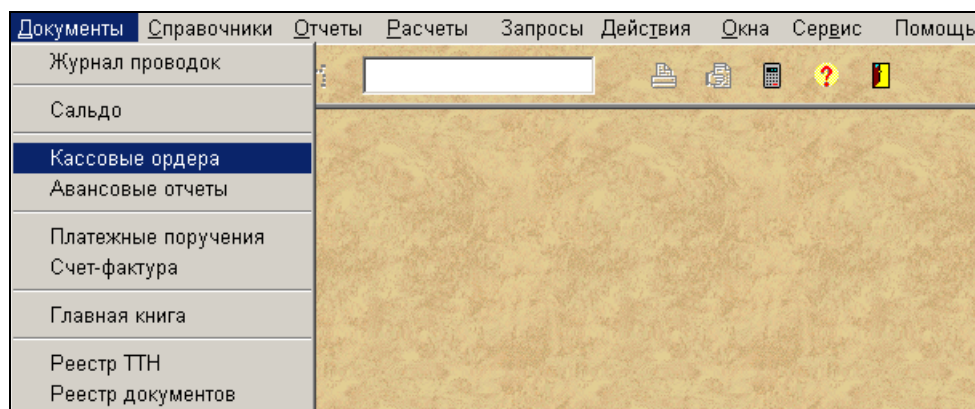 Документы Справочники Отчеты Расчеты Запросы Действия Окна Сервис Помощь
Журнал проводок
?
Сальдо
Кассовые ордера
Авансовые отчеты
Платежные поручения
Счет-фактура
Главная книга
Реестр ТТН
Реестр документов